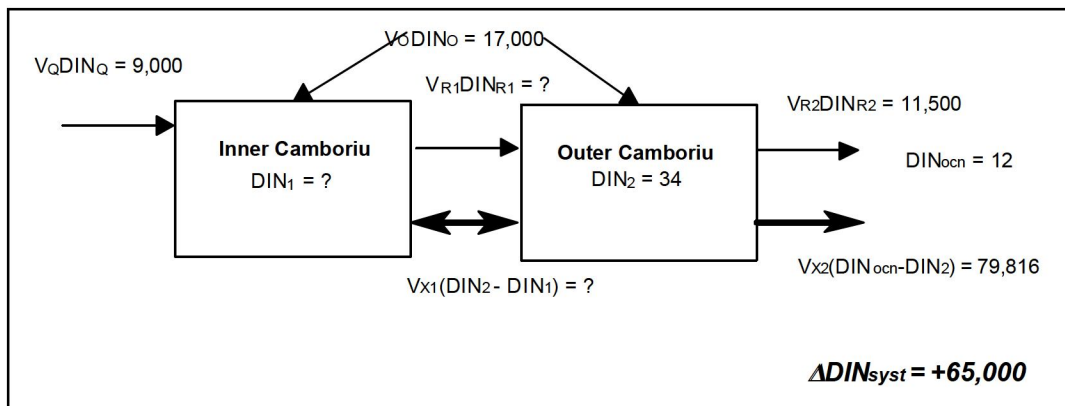 VODINO = 17,000
VQDINQ = 9,000
VR1DINR1 = ?
VR2DINR2 = 11,500
Inner Camboriu
DIN1 = ?
Outer Camboriu
DIN2 = 34
DINocn = 12
VX1(DIN2 - DIN1) = ?
VX2(DINocn-DIN2) = 79,816
ΔDINsyst = +65,000